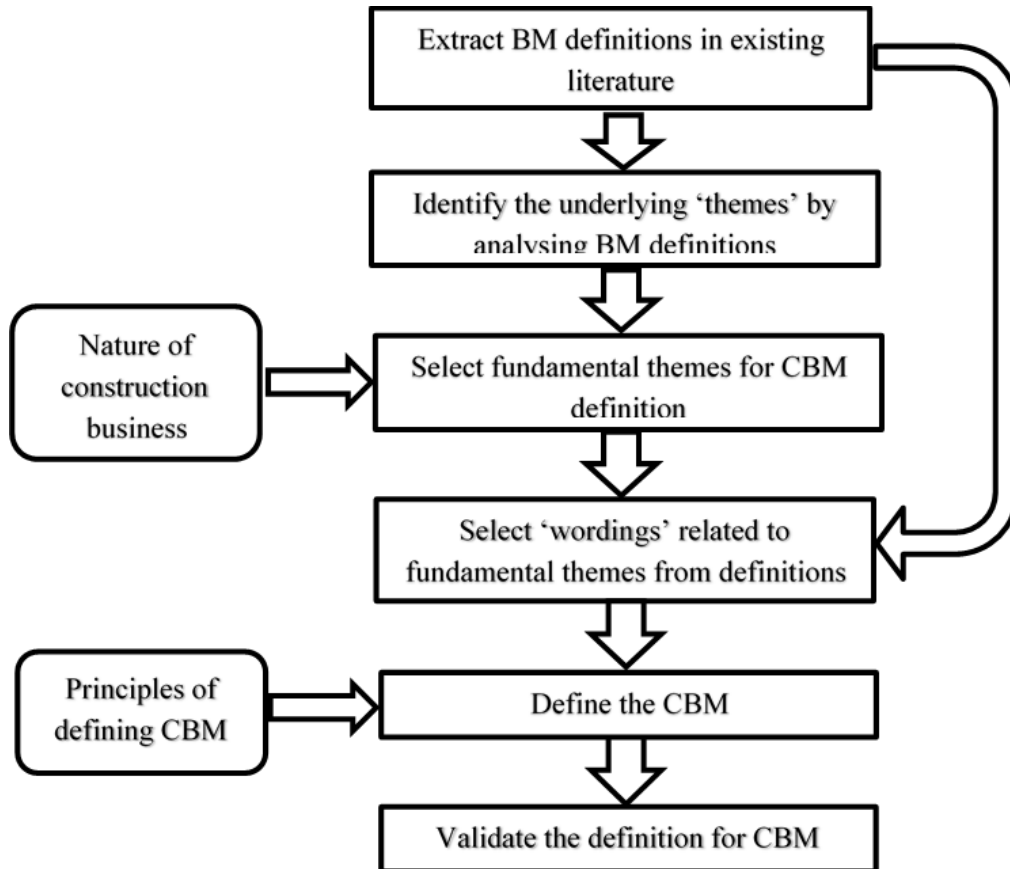 Extract BM definitions in existing
literature
Identify the underlying ‘themes’ by
analysing BM definitions
Nature of
construction
business
Select fundamental themes for CBM
definition
Select ‘wordings’ related to
fundamental themes from definitions
Principles of
defining CBM
Define the CBM
Validate the definition for CBM